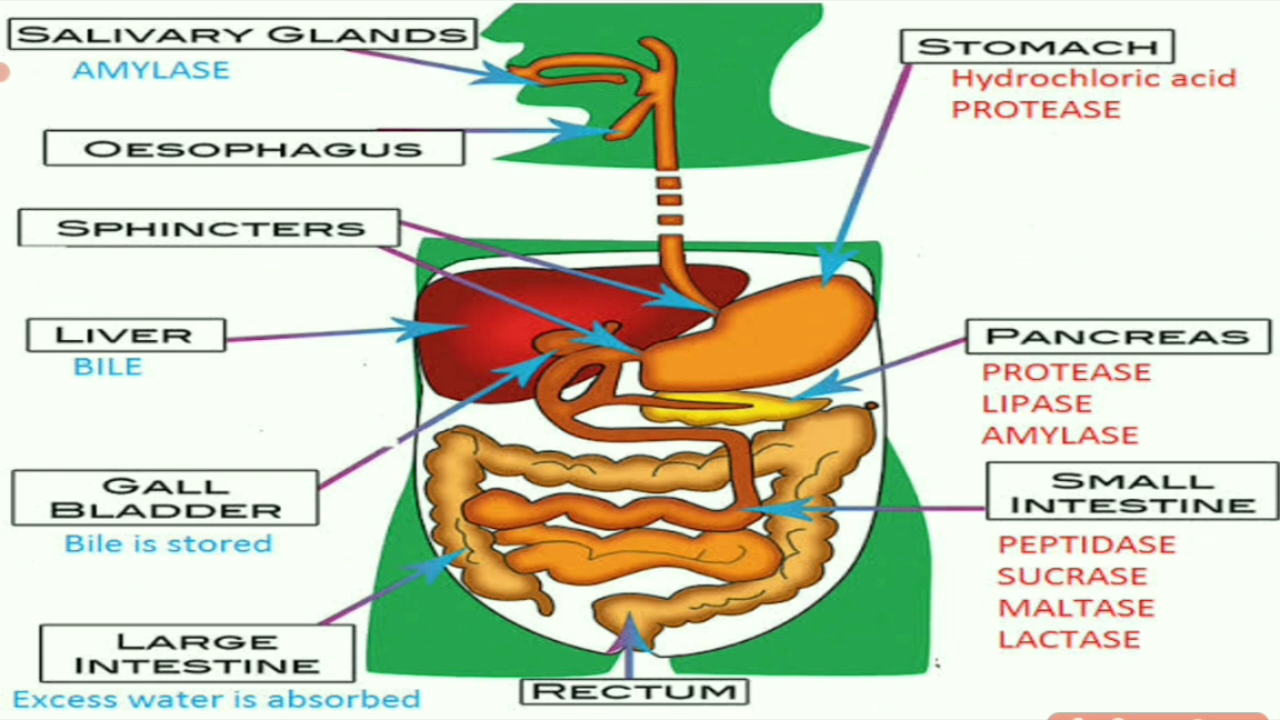 SALIVARY GLANDS
AMYLASE
OESOPHAGUS
SPHINCTERS
LIVER
BILE
GALL
BLADDER
Bile is stored
LARGE
INTESTINE
Excess water is absorbed
RECTUM
STOMACH
Hydrochloric acid
PROTEASE
PANCREAS
PROTEASE
LIPASE
AMYLASE
SMALL
INTESTINE
PEPTIDASE
SUCRASE
MALTASE
LACTASE